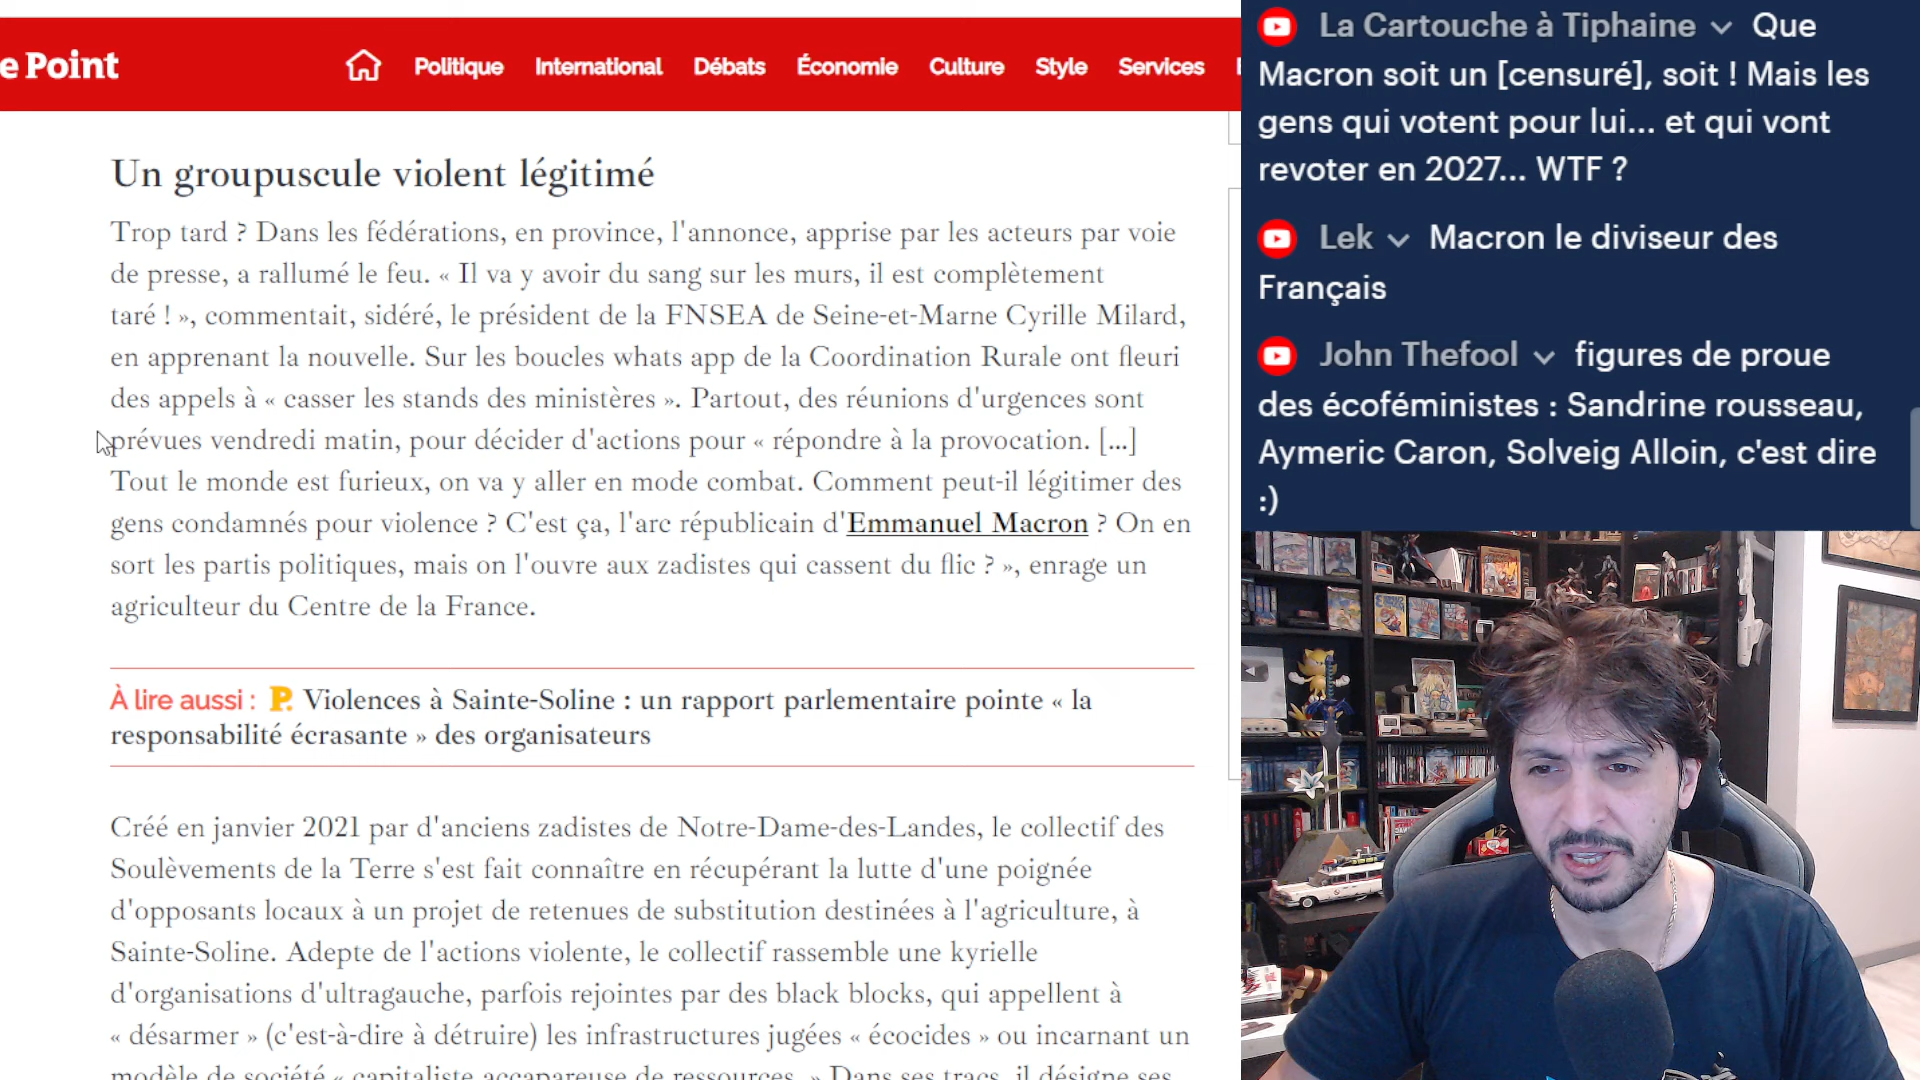 e Point
Politique International Débats Économie Culture Style Services
Un groupuscule violent légitimé
Trop tard ? Dans les fédérations, en province, l'annonce, apprise par les acteurs par voie
de presse, a rallumé le feu. « Il va y avoir du sang sur les murs, il est complètement
taré ! », commentait, sidéré, le président de la FNSEA de Seine-et-Marne Cyrille Milard,
en apprenant la nouvelle. Sur les boucles whats app de la Coordination Rurale ont fleuri
des appels à « casser les stands des ministères ». Partout, des réunions d'urgences sont
prévues vendredi matin, pour décider d'actions pour « répondre à la provocation. [...]
Tout le monde est furieux, on va y aller en mode combat. Comment peut-il légitimer des
gens condamnés pour violence ? C'est ça, l'arc républicain d'Emmanuel Macron ? On en
sort les partis politiques, mais on l'ouvre aux zadistes qui cassent du flic ? », enrage un
agriculteur du Centre de la France.
À lire aussi : P. Violences à Sainte-Soline : un rapport parlementaire pointe « la
responsabilité écrasante » des organisateurs
Créé en janvier 2021 par d'anciens zadistes de Notre-Dame-des-Landes, le collectif des
Soulèvements de la Terre s'est fait connaître en récupérant la lutte d'une poignée
d'opposants locaux à un projet de retenues de substitution destinées à l'agriculture, à
Sainte-Soline. Adepte de l'actions violente, le collectif rassemble une kyrielle
d'organisations d'ultragauche, parfois rejointes par des black blocks, qui appellent à
« désarmer » (c'est-à-dire à détruire) les infrastructures jugées « écocides » ou incarnant un
modèle de société « capitaliste accapareuse de ressources. » Dans ses tracs, il désigne ses
La Cartouche à Tiphaine Que
Macron soit un [censuré], soit ! Mais les
gens qui votent pour lui... et qui vont
revoter en 2027... WTF ?
Lek Macron le diviseur des
Français
John Thefool figures de proue
des écoféministes : Sandrine rousseau,
Aymeric Caron, Solveig Alloin, c'est dire
:)